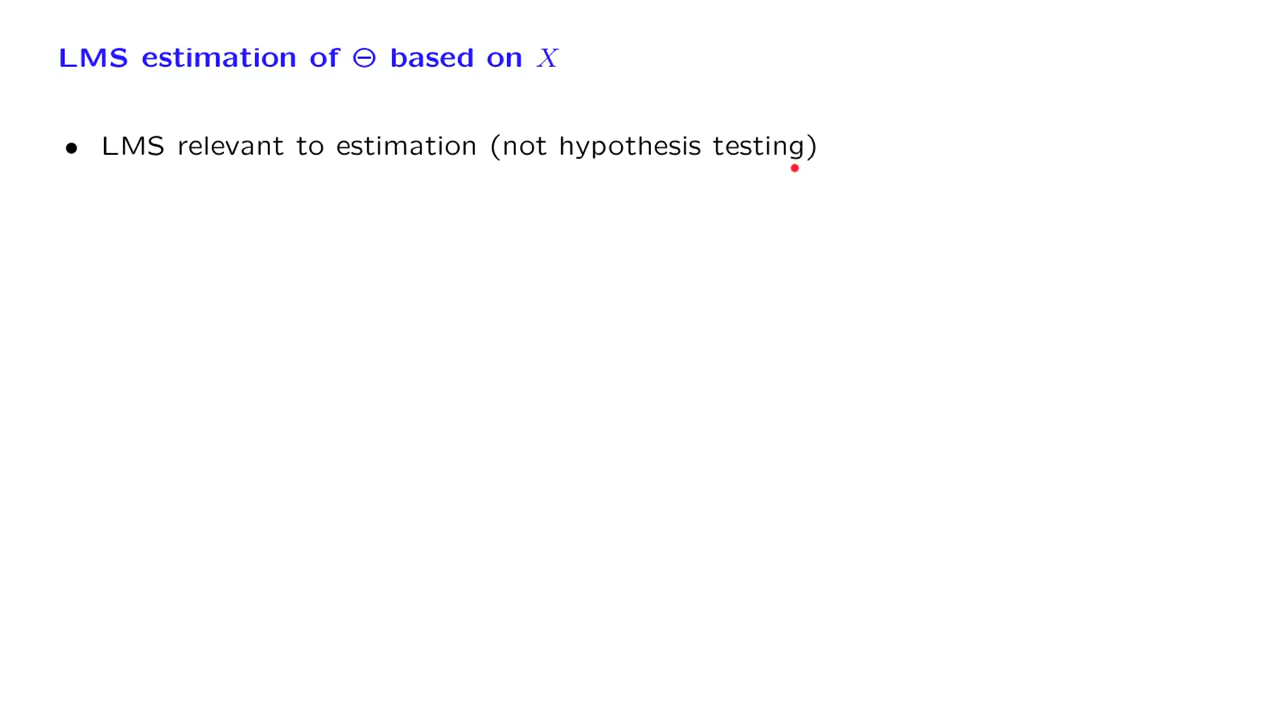 LMS estimation of Θ based on X
• LMS relevant to estimation (not hypothesis testing)